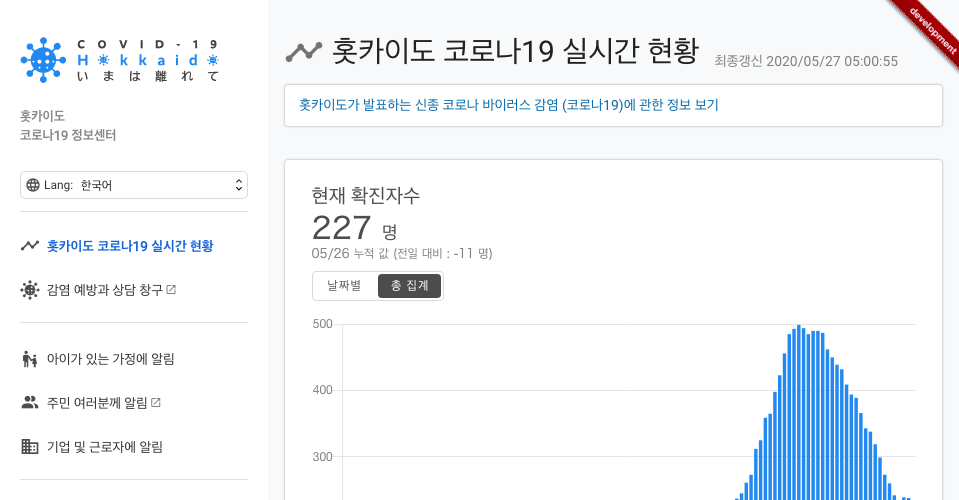 COVID-19
Hokkaido
いまは離れて
홋카이도
코로나19 정보센터
Lang: 한국어
홋카이도 코로나19 실시간 현황
감염 예방과 상담 창구
아이가 있는 가정에 알림
주민 여러분께 알림
기업 및 근로자에 알림
development
홋카이도 코로나19 실시간 현황
최종갱신 2020/05/27 05:00:55
홋카이도가 발표하는 신종 코로나 바이러스 감염 (코로나19)에 관한 정보 보기
현재 확진자수
227 명
05/26 누적 값 (전일 대비 : -11 명)
날짜별 총 집계
500
400
300